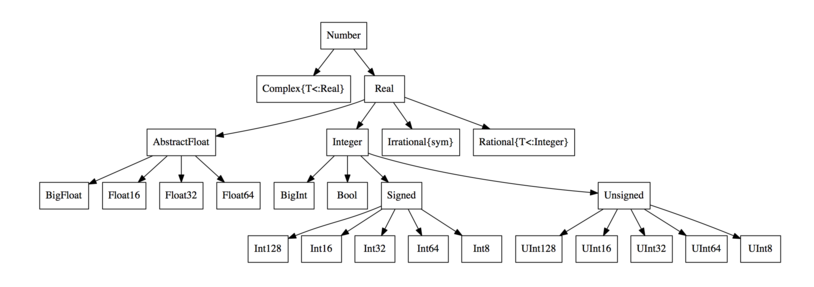 Number
Complex{T<:Real}
Real
AbstractFloat
Integer
Irrational{sym}
Rational{T<:Integer}
BigFloat
Float16
Float32
Float64
BigInt
Bool
Signed
Unsigned
Int128
Int16
Int32
Int64
Int8
UInt128
UInt16
UInt32
UInt64
UInt8